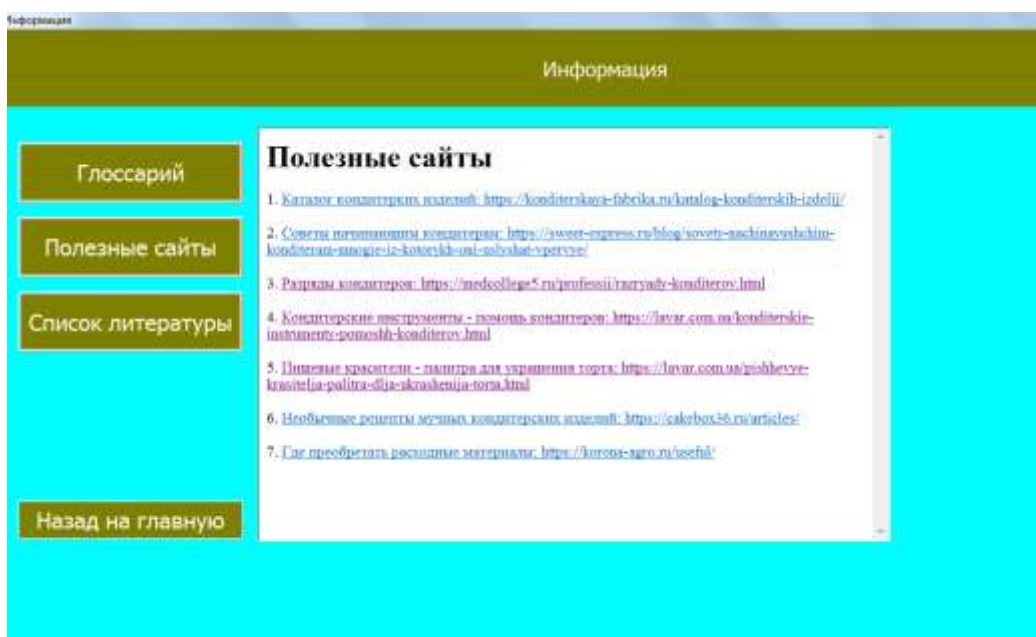 Информация
Информация
Глоссарий
Полезные сайты
Список литературы
Назад на главную
Полезные сайты
1. Каталог кондитерких изделий: https://konditerskaya-fabrika.ru/katalog-konditerskih-izdelij/
2. Советы начинающим кондитерам: https://sweet-express.ru/blog/sovety-nachinayushchim-
konditeram-mnogie-iz-kotorykh-oni-uslyshat-vpervye/
3. Разряды кондитеров: https://medcollege5.ru/professii/razryady-konditerov.html
4. Кондитерские инструменты - помощь кондитеров: https://lavar.com.ua/konditerskie-
instrumenty-pomoshh-konditerov.html
5. Пищевые красители - палитра для украшения торта: https://lavar.com.ua/pishhevye-
krasitelja-palitra-dlja-ukrashenija-torta.html
6. Необычные рецепты мучных кондитерских изделий: https://cakebox36.ru/articles/
7. Где преобретать расходные материалы: https://korona-agro.ru/useful/